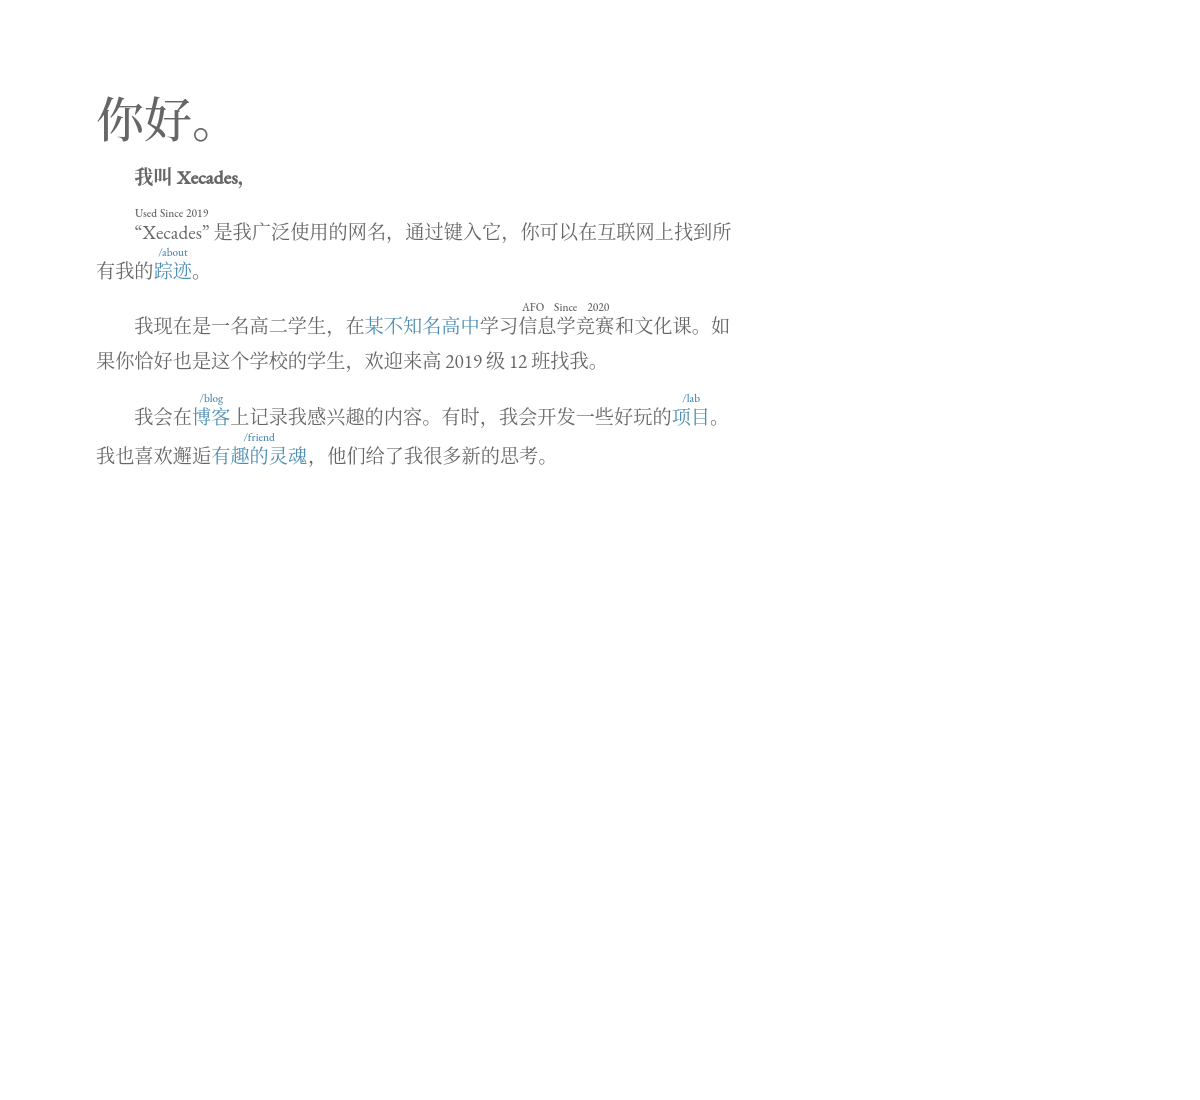 你好。
我叫 Xecades,
Used Since 2019
“Xecades” 是我广泛使用的网名，通过键入它，你可以在互联网上找到所
/about
有我的踪迹。
AFO Since 2020
我现在是一名高二学生，在某不知名高中学习信息学竞赛和文化课。如
果你恰好也是这个学校的学生，欢迎来高 2019 级 12 班找我。
/blog /lab
我会在博客上记录我感兴趣的内容。有时，我会开发一些好玩的项目。
/friend
我也喜欢邂逅有趣的灵魂，他们给了我很多新的思考。